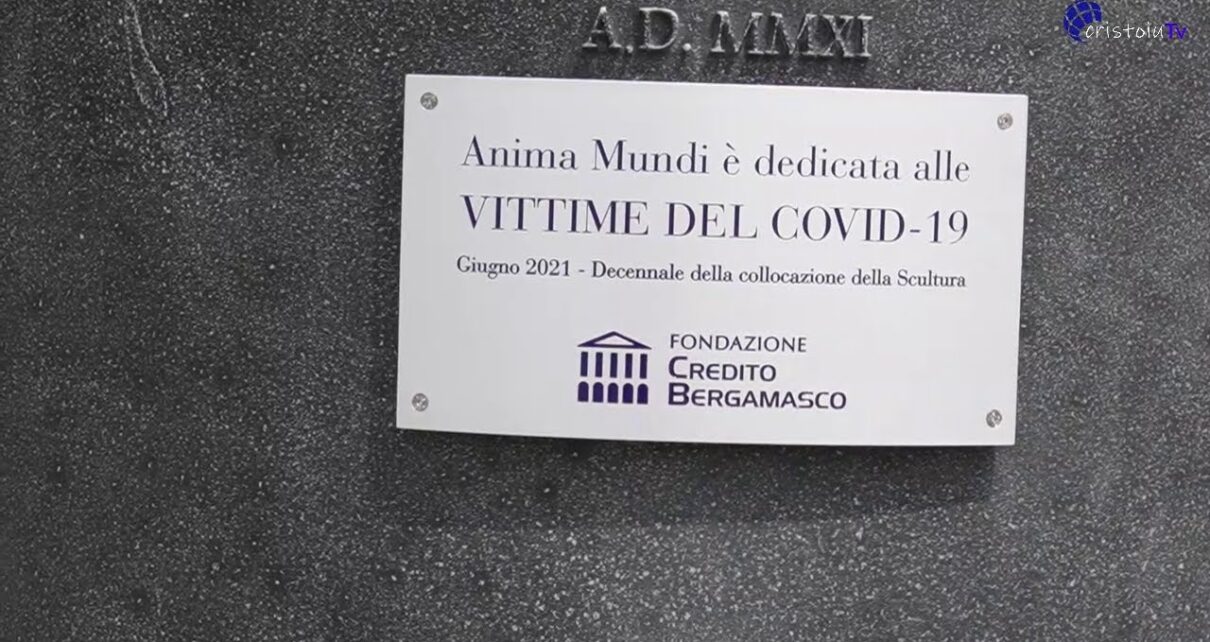 cristoiuTv
A.D. MMXI
Anima Mundi è dedicata alle
VITTIME DEL COVID-19
Giugno 2021 - Decennale della collocazione della Scultura
FONDAZIONE
CREDITO
BERGAMASCO